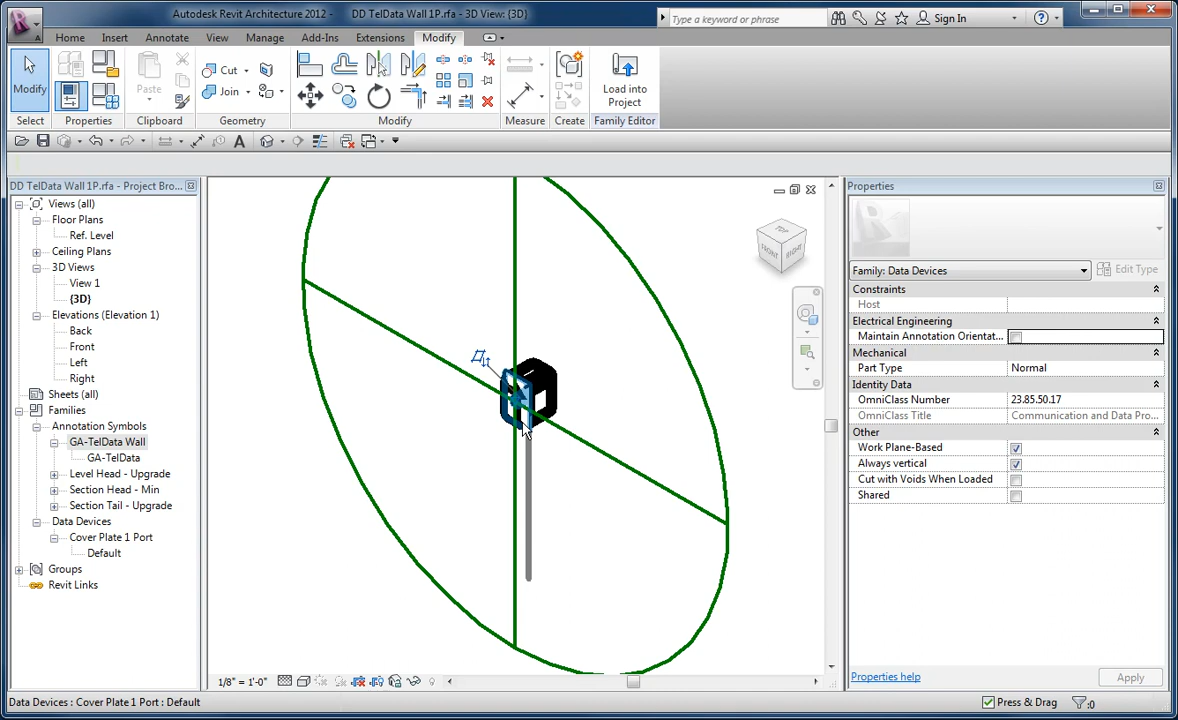 Autodesk Revit Architecture 2012 - DD TelData Wall 1P.rfa - 3D View: {3D}
Type a keyword or phrase
Sign In
Home Insert Annotate View Manage Add-Ins Extensions Modify
Modify
Paste
Cut
Join
Load into
Project
Select Properties Clipboard Geometry Modify Measure Create Family Editor
DD TelData Wall 1P.rfa - Project Bro...
Views (all)
Floor Plans
Ref. Level
Ceiling Plans
3D Views
View 1
{3D}
Elevations (Elevation 1)
Back
Front
Left
Right
Sheets (all)
Families
Annotation Symbols
GA-TelData Wall
GA-TelData
Level Head - Upgrade
Section Head - Min
Section Tail - Upgrade
Data Devices
Cover Plate 1 Port
Default
Groups
Revit Links
TOP
FRONT
RIGHT
Properties
Family: Data Devices
Edit Type
Constraints
Host
Electrical Engineering
Maintain Annotation Orientat...
Mechanical
Part Type Normal
Identity Data
OmniClass Number 23.85.50.17
OmniClass Title Communication and Data Pro...
Other
Work Plane-Based
Always vertical
Cut with Voids When Loaded
Shared
Properties help
Apply
1/8" = 1'-0"
Data Devices : Cover Plate 1 Port : Default
Press & Drag
:0